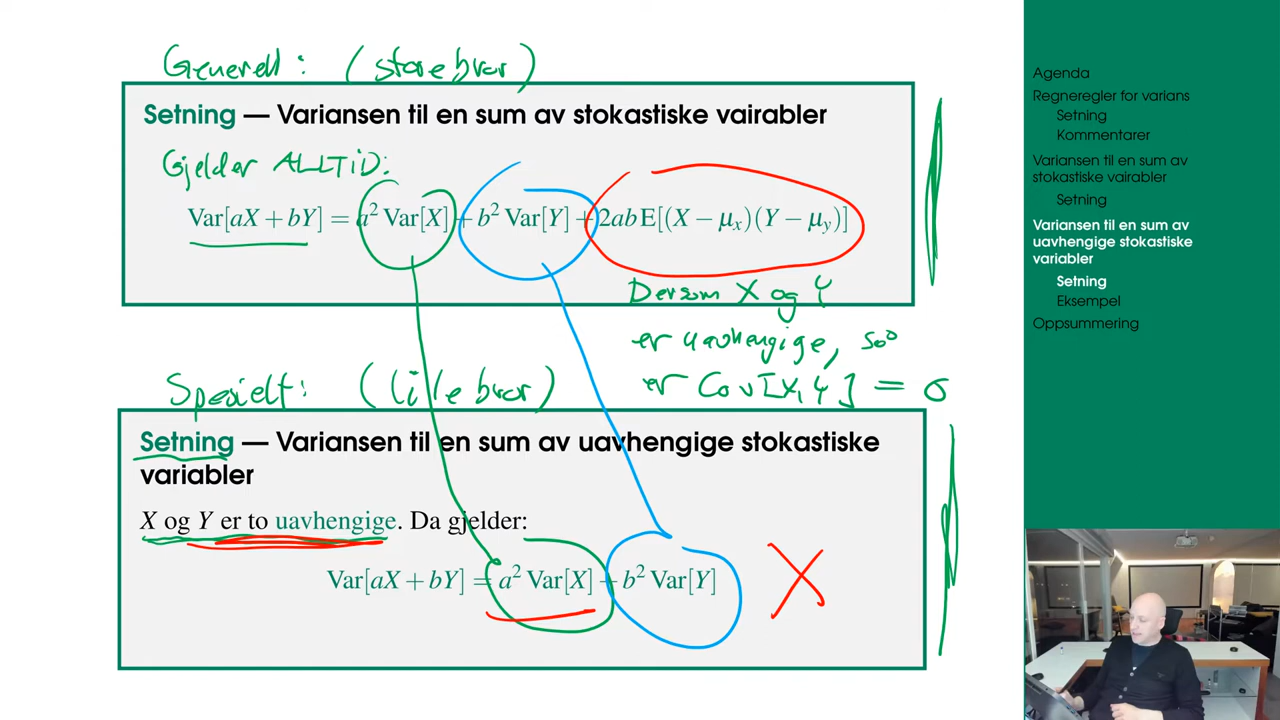 Generell: (storebror)
Setning — Variansen til en sum av stokastiske vairabler
Gjelder ALLTID:
Var[aX + bY] = a² Var[X] + b² Var[Y] + 2ab E[(X − μx)(Y − μy)]
Dersom X og Y
er uavhengige, så
er Cov[X,Y] = 0
Spesielt: (lillebror)
Setning — Variansen til en sum av uavhengige stokastiske
variabler
X og Y er to uavhengige. Da gjelder:
Var[aX + bY] = a² Var[X] + b² Var[Y]
X
Agenda
Regneregler for varians
Setning
Kommentarer
Variansen til en sum av
stokastiske vairabler
Setning
Variansen til en sum av
uavhengige stokastiske
variabler
Setning
Eksempel
Oppsummering